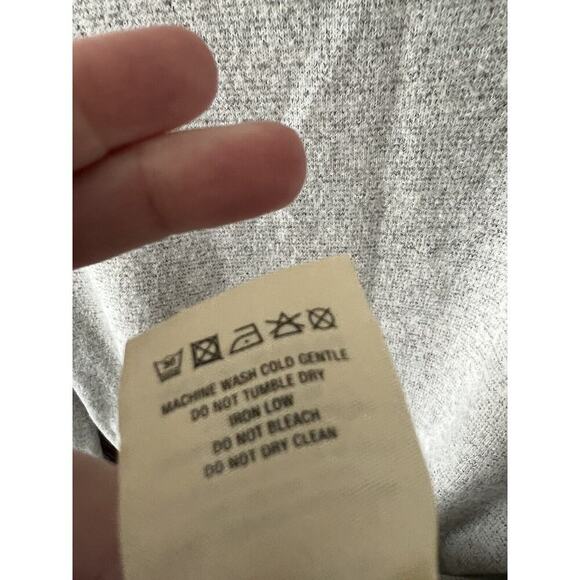 MACHINE WASH COLD GENTLE
DO NOT TUMBLE DRY
IRON LOW
DO NOT BLEACH
DO NOT DRY CLEAN